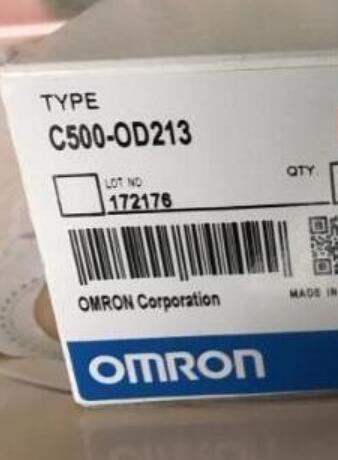 TYPE
C500-OD213
QTY.
LOT NO
172176
OMRON Corporation
MADE IN
OMRON